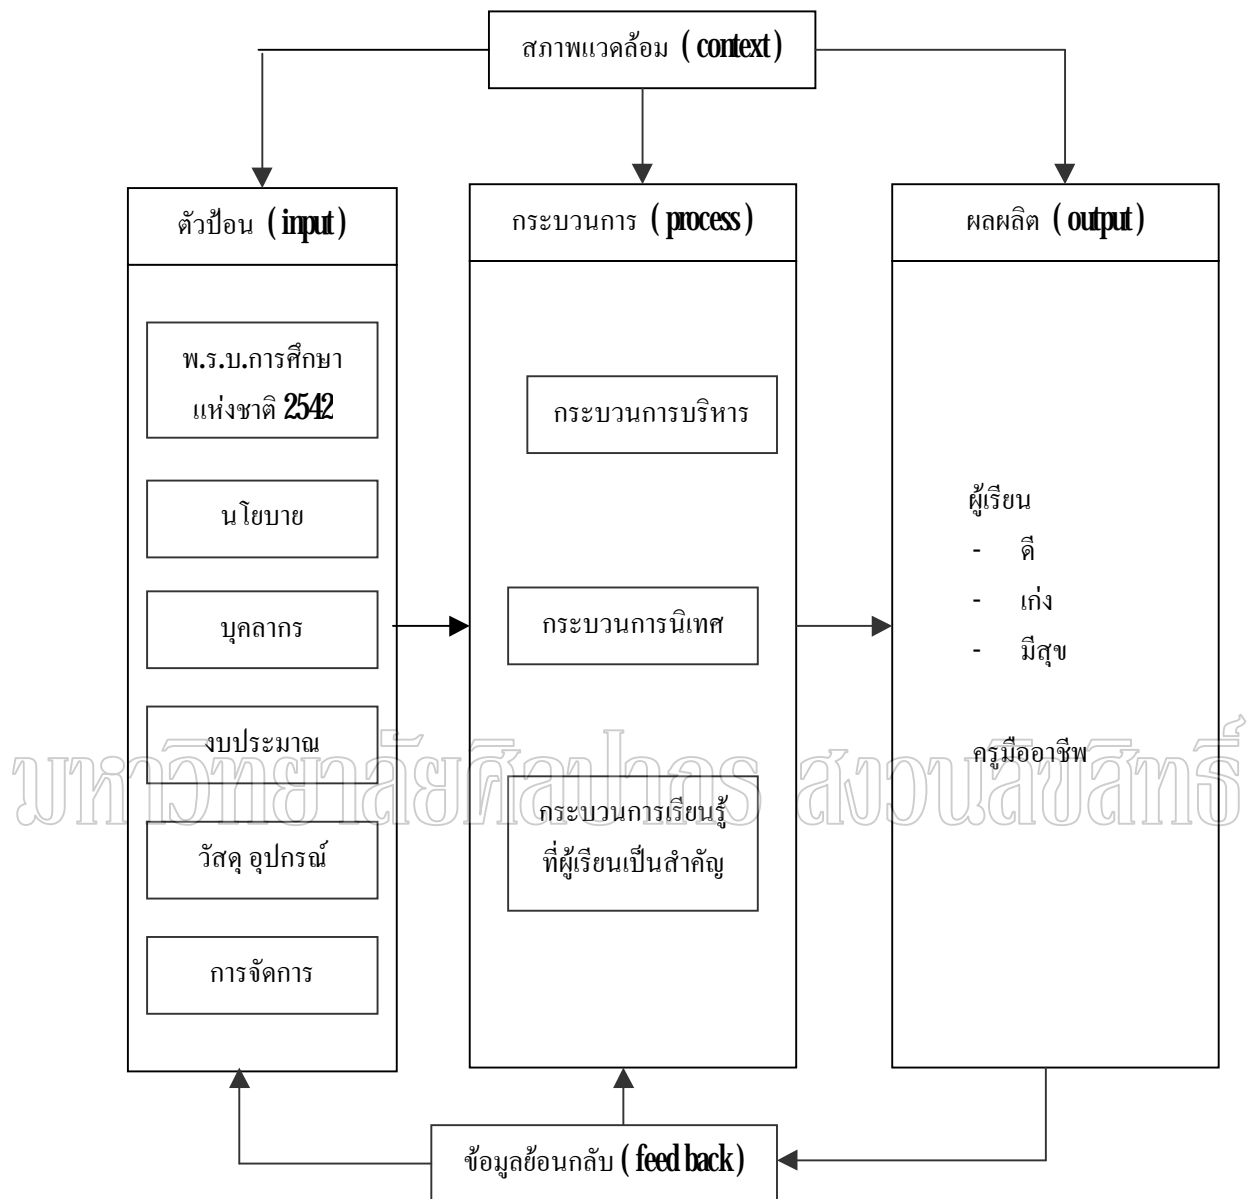 สภาพแวดล้อม ( context )
ตัวป้อน ( input )
พ.ร.บ.การศึกษา
แห่งชาติ 2542
นโยบาย
บุคลากร
งบประมาณ
วัสดุ อุปกรณ์
การจัดการ
กระบวนการ ( process )
กระบวนการบริหาร
กระบวนการนิเทศ
กระบวนการเรียนรู้
ที่ผู้เรียนเป็นสำคัญ
ผลผลิต ( output )
ผู้เรียน
- ดี
- เก่ง
- มีสุข
ครูมืออาชีพ
มหาวิทยาลัยศิลปากร สงวนลิขสิทธิ์
ข้อมูลย้อนกลับ ( feed back )